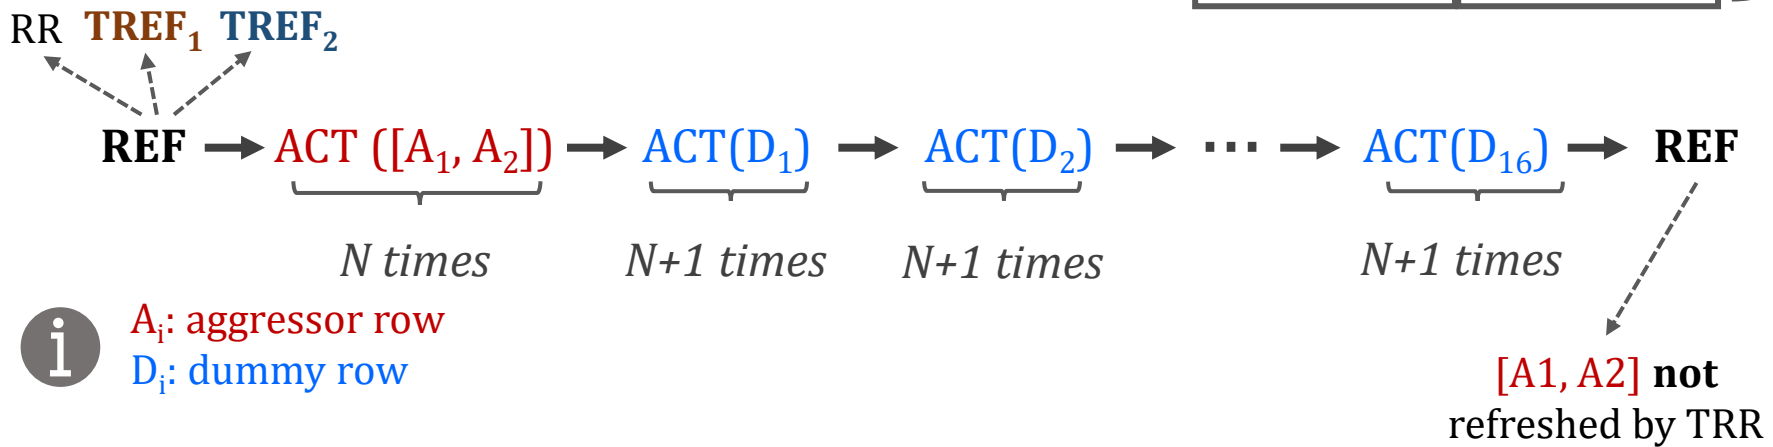 RR TREF₁ TREF₂
REF ACT ([A₁, A₂]) ACT(D₁) ACT(D₂) ... ACT(D₁₆) REF
N times N+1 times N+1 times N+1 times
i
Aᵢ: aggressor row
Dᵢ: dummy row
[A1, A2] not
refreshed by TRR